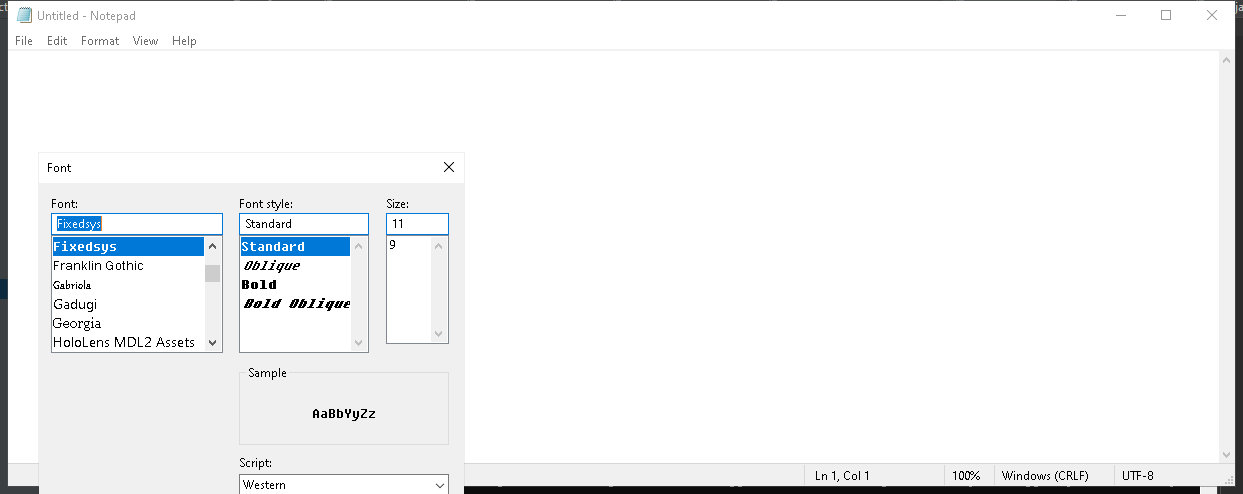 Untitled - Notepad
File Edit Format View Help
Font
Font: Font style: Size:
Fixedsys Standard 11
Fixedsys Standard 9
Franklin Gothic Oblique
Gabriola Bold
Gadugi Bold Oblique
Georgia
HoloLens MDL2 Assets
Sample
AaBbYyZz
Script:
Western
Ln 1, Col 1 100% Windows (CRLF) UTF-8